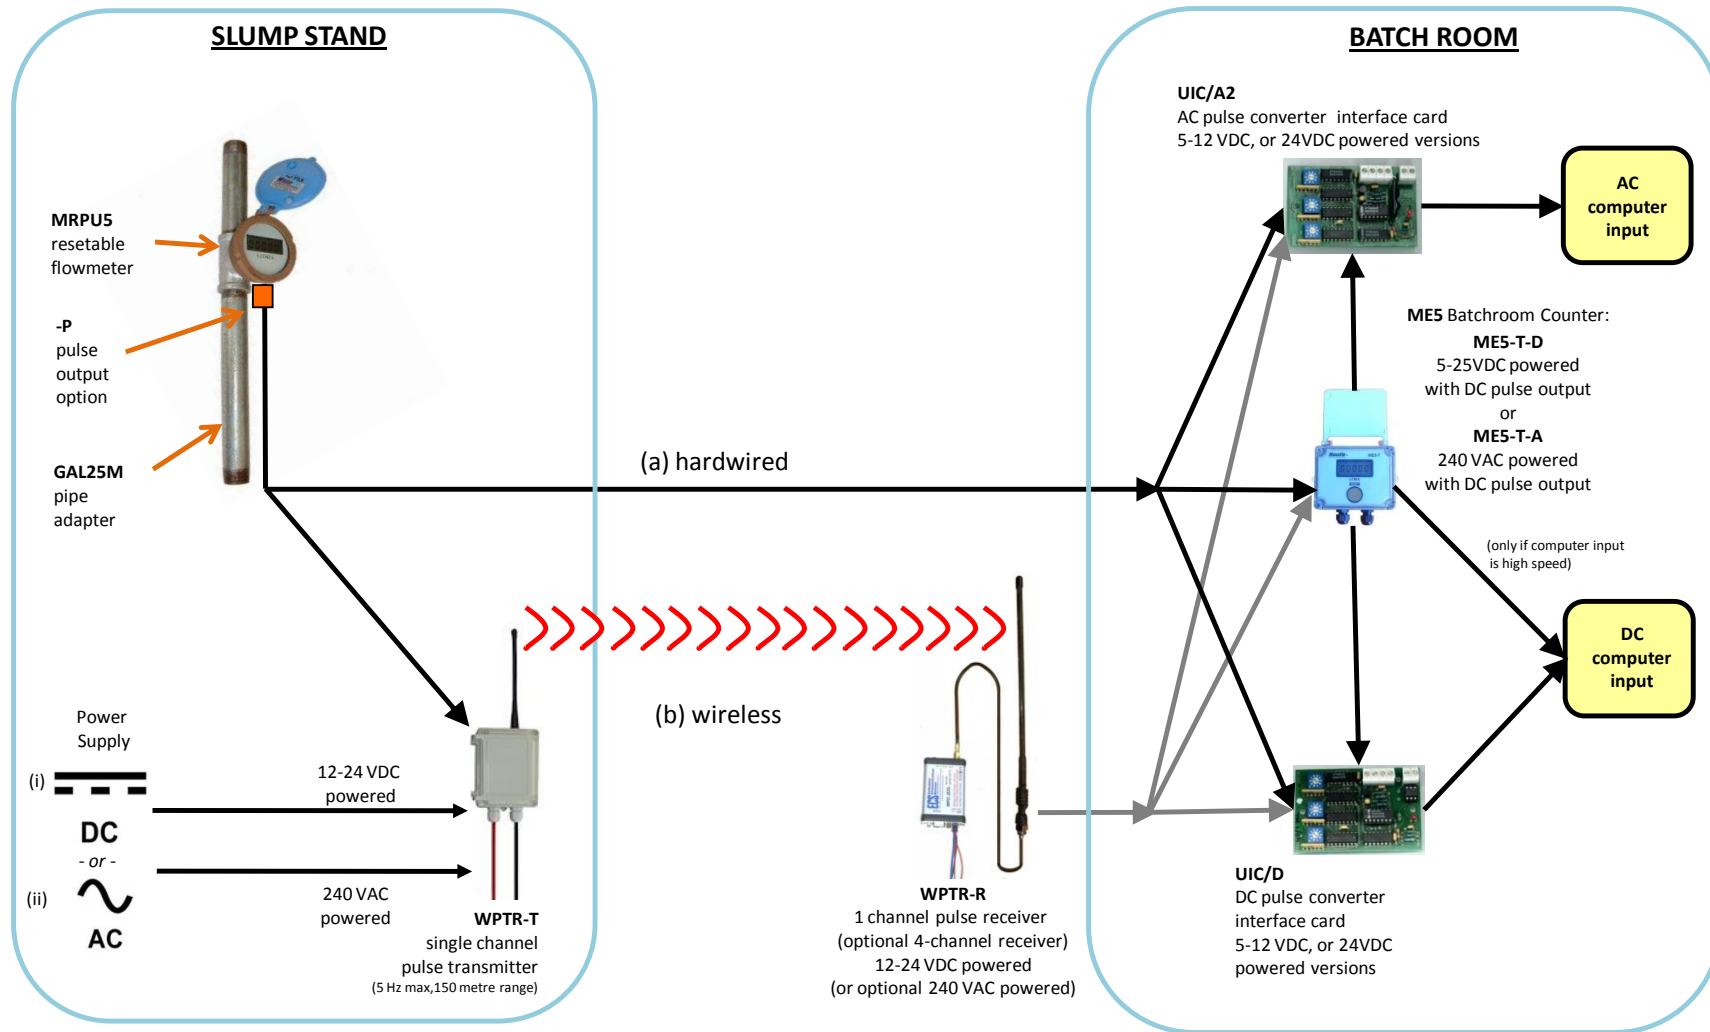 SLUMP STAND
MRPU5
resetable
flowmeter
-P
pulse
output
option
GAL25M
pipe
adapter
LITRES
Power
Supply
(i)
DC
- or -
(ii)
AC
12-24 VDC
powered
240 VAC
powered
WPTR-T
single channel
pulse transmitter
(5 Hz max,150 metre range)
(a) hardwired
(b) wireless
ECS
WPTR-R
1 channel pulse receiver
(optional 4-channel receiver)
12-24 VDC powered
(or optional 240 VAC powered)
BATCH ROOM
UIC/A2
AC pulse converter interface card
5-12 VDC, or 24VDC powered versions
AC
computer
input
ME5 Batchroom Counter:
ME5-T-D
5-25VDC powered
with DC pulse output
or
ME5-T-A
240 VAC powered
with DC pulse output
(only if computer input
is high speed)
DC
computer
input
UIC/D
DC pulse converter
interface card
5-12 VDC, or 24VDC
powered versions